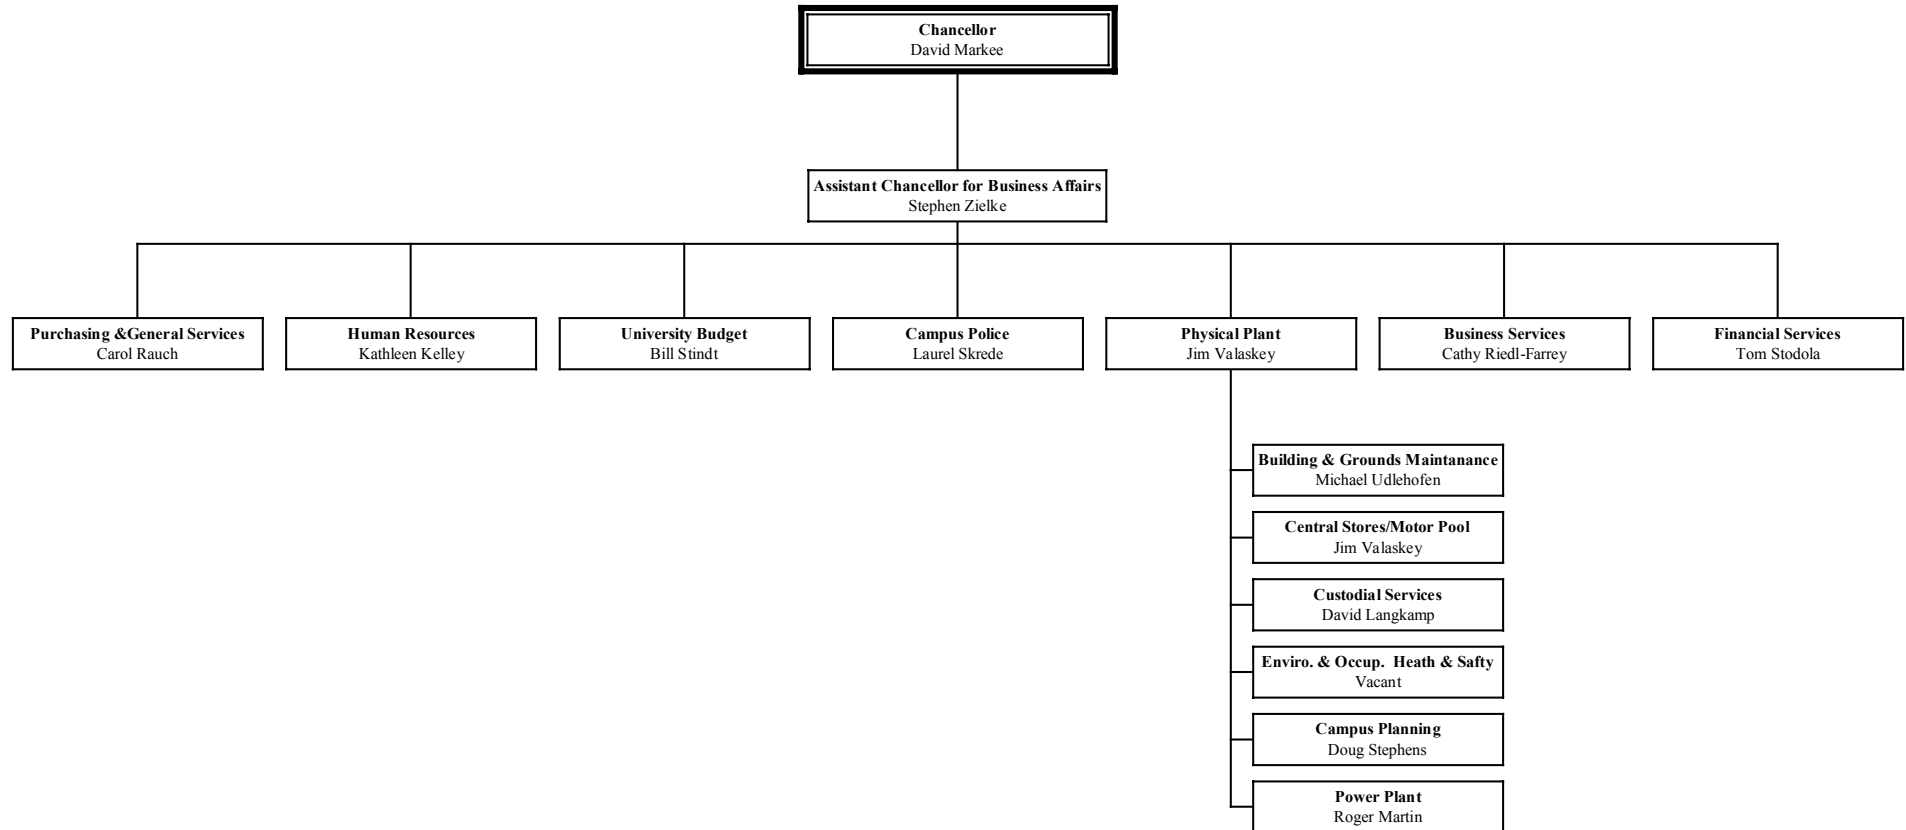 Chancellor
David Markee
Assistant Chancellor for Business Affairs
Stephen Zielke
Purchasing &General Services
Carol Rauch
Human Resources
Kathleen Kelley
University Budget
Bill Stindt
Campus Police
Laurel Skrede
Physical Plant
Jim Valaskey
Business Services
Cathy Riedl-Farrey
Financial Services
Tom Stodola
Building & Grounds Maintanance
Michael Udlehofen
Central Stores/Motor Pool
Jim Valaskey
Custodial Services
David Langkamp
Enviro. & Occup. Heath & Safty
Vacant
Campus Planning
Doug Stephens
Power Plant
Roger Martin